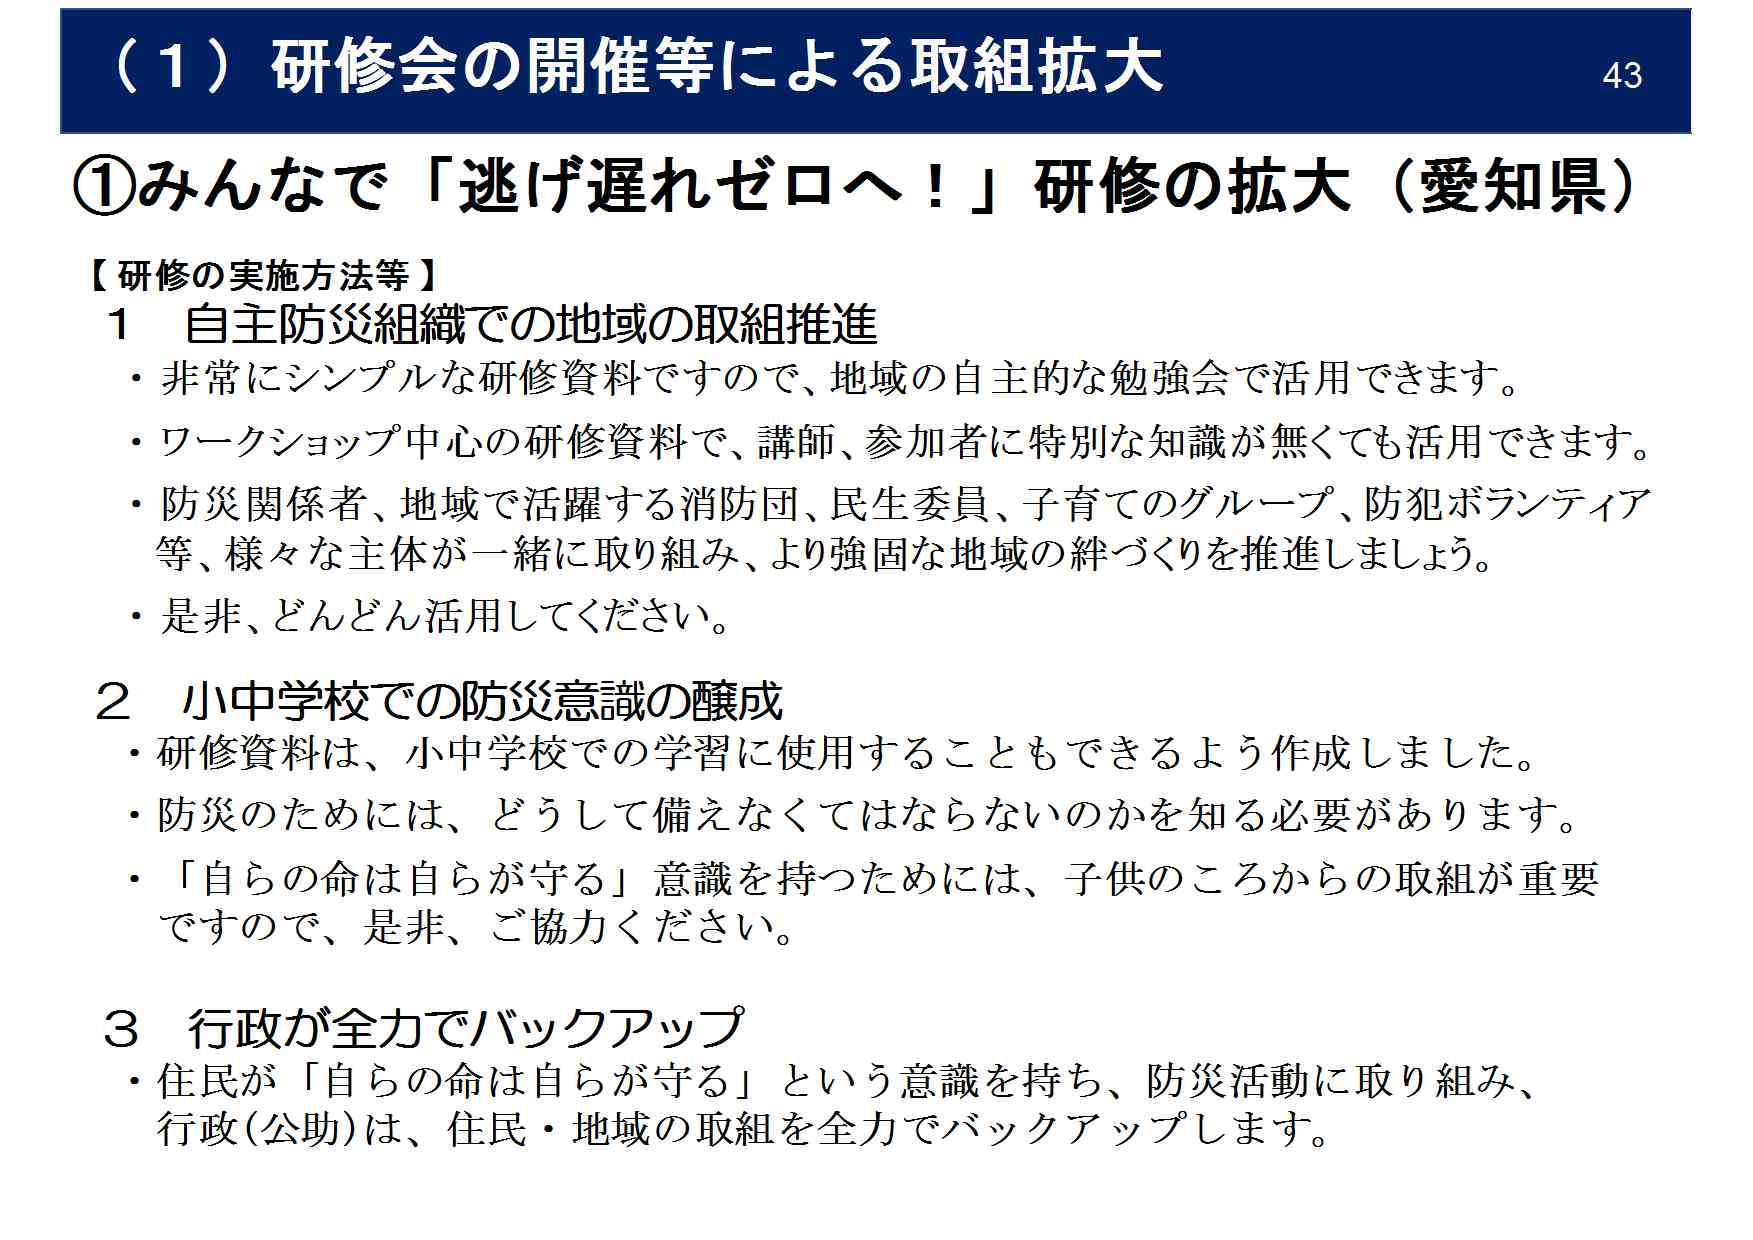 （１）研修会の開催等による取組拡大
43
①みんなで「逃げ遅れゼロへ！」研修の拡大（愛知県）
【 研修の実施方法等 】
１　自主防災組織での地域の取組推進
・ 非常にシンプルな研修資料ですので、地域の自主的な勉強会で活用できます。
・ ワークショップ中心の研修資料で、講師、参加者に特別な知識が無くても活用できます。
・ 防災関係者、地域で活躍する消防団、民生委員、子育てのグループ、防犯ボランティア
等、様々な主体が一緒に取り組み、より強固な地域の絆づくりを推進しましょう。
・ 是非、どんどん活用してください。
２　小中学校での防災意識の醸成
・研修資料は、小中学校での学習に使用することもできるよう作成しました。
・防災のためには、どうして備えなくてはならないのかを知る必要があります。
・「自らの命は自らが守る」意識を持つためには、子供のころからの取組が重要
ですので、是非、ご協力ください。
３　行政が全力でバックアップ
・住民が「自らの命は自らが守る」という意識を持ち、防災活動に取り組み、
行政(公助)は、住民・地域の取組を全力でバックアップします。